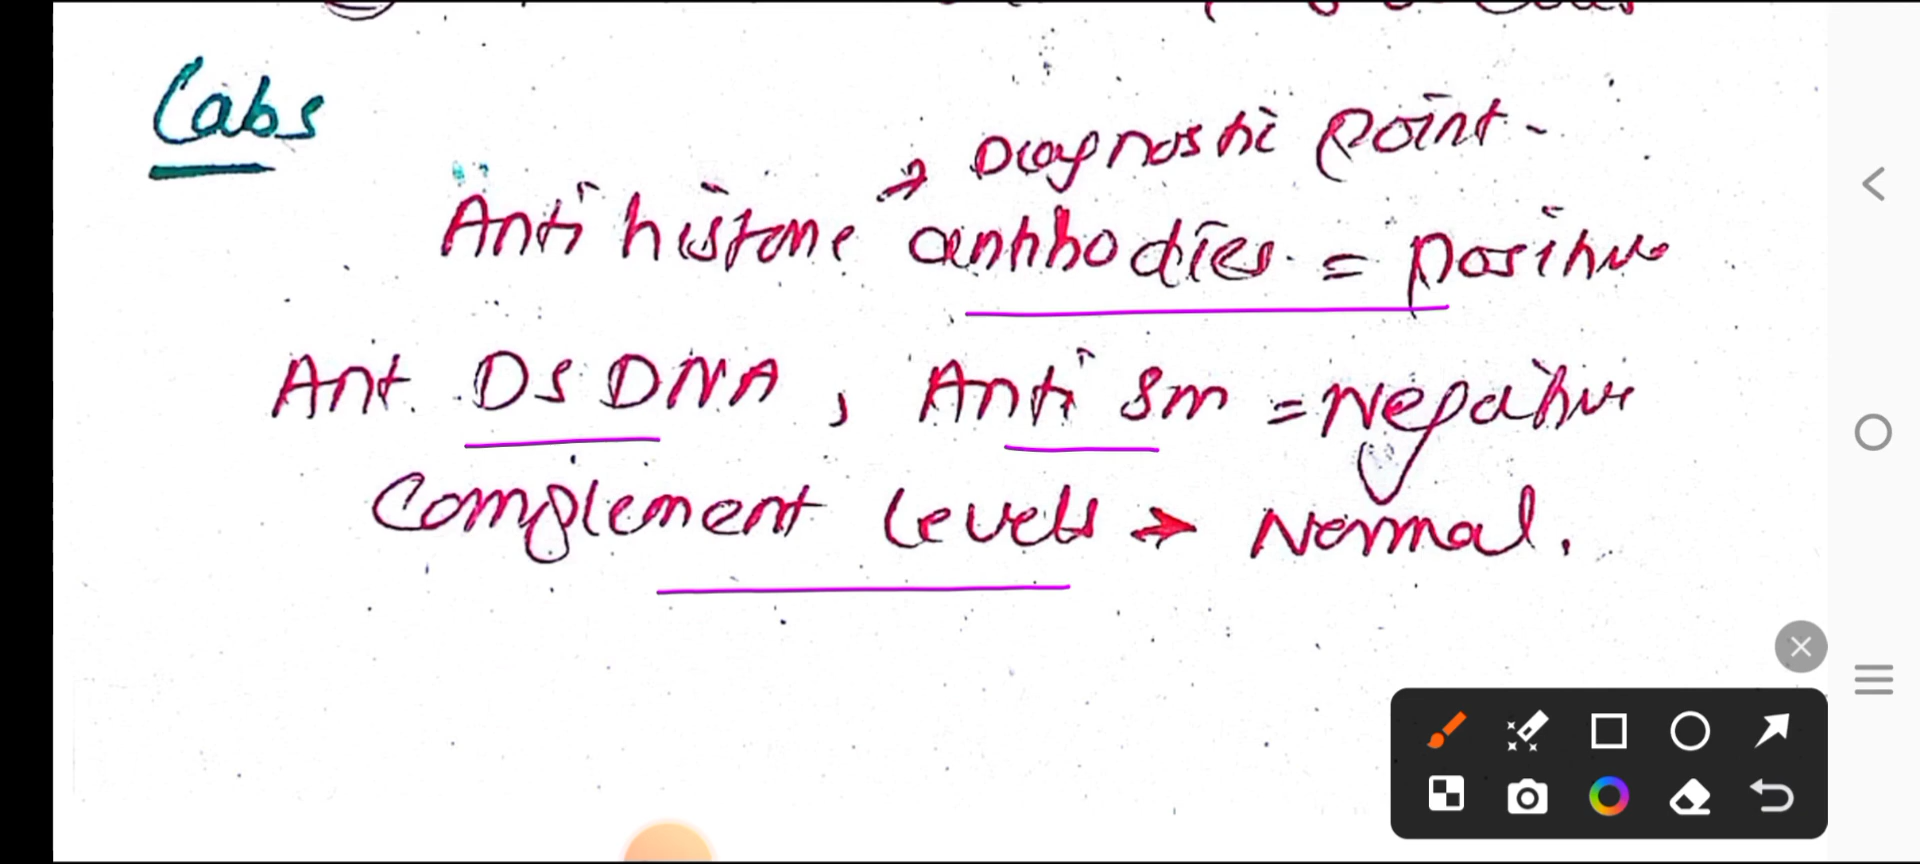 Labs
→ Diagnostic point -
Anti histone antibodies = positive
Ant. Ds DNA, Anti Sm = Negative
Complement levels → Normal.